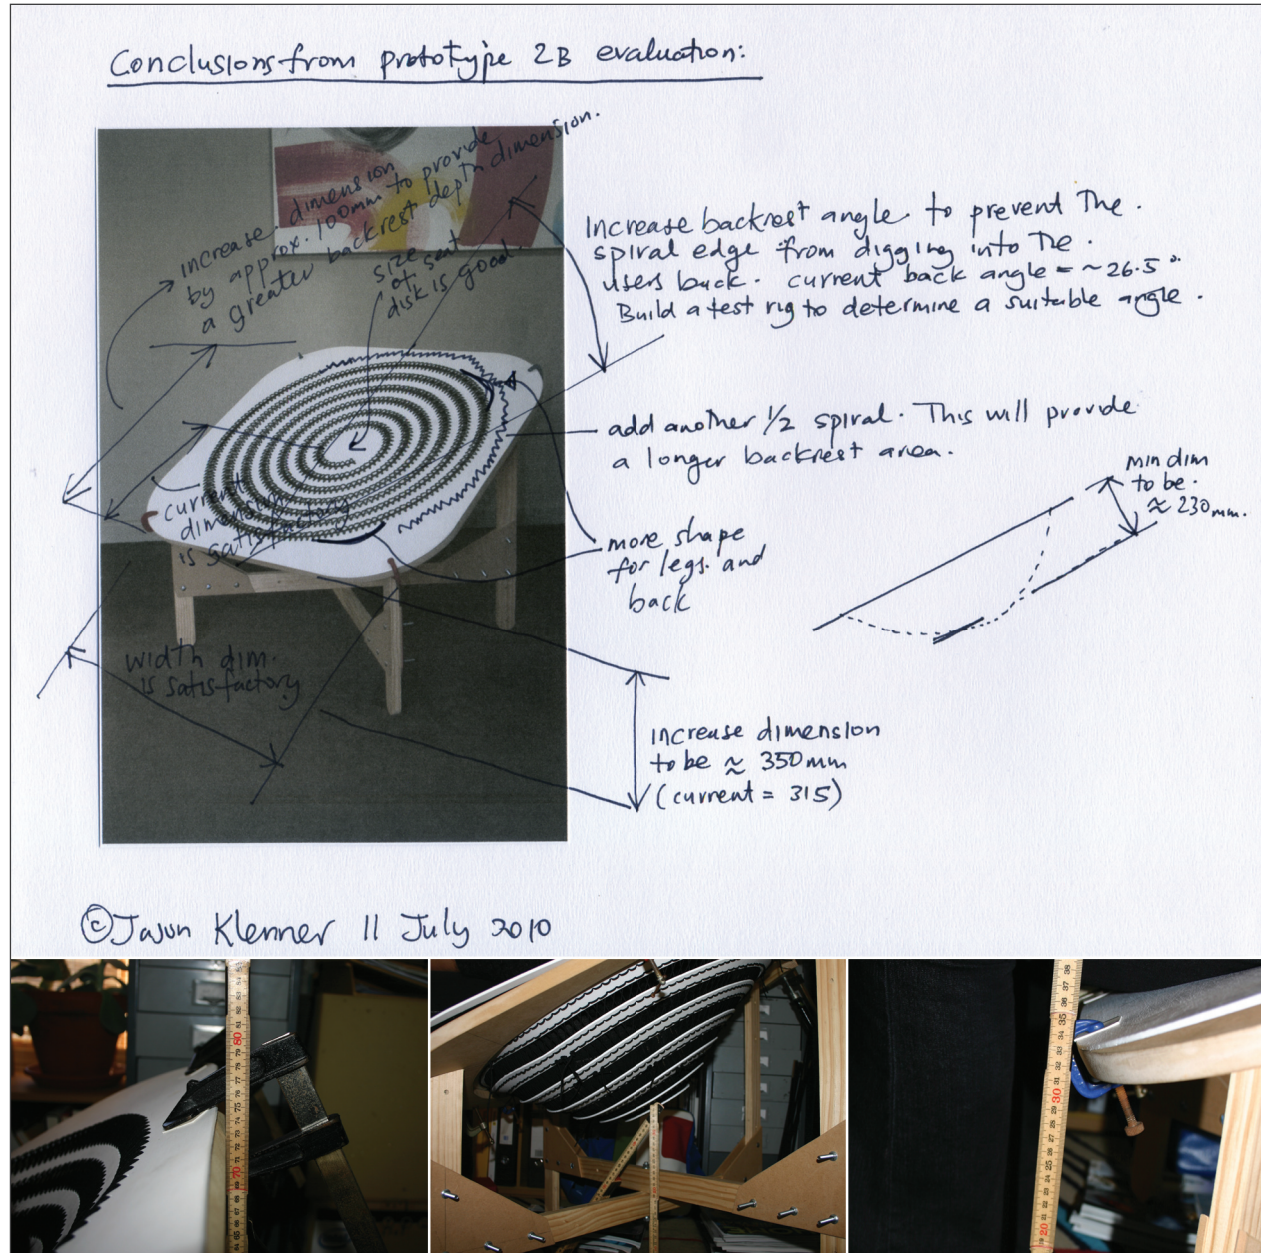 Conclusions from prototype 2B evaluation:
increase dimension
by approx. 100mm to provide
a greater backrest depth dimension.
size
of seat
disk is good.
Increase backrest angle to prevent the.
spiral edge from digging into the.
users back. current back angle = ~26.5°
Build a test rig to determine a suitable angle.
add another 1/2 spiral. This will provide
a longer backrest area.
min dim
to be.
≈ 230mm.
current
dimension
is satisfactory
more shape
for legs. and
back
width dim.
is satisfactory
increase dimension
to be ≈ 350mm
(current = 315)
©Jason Klenner 11 July 2010
80
70
30
20